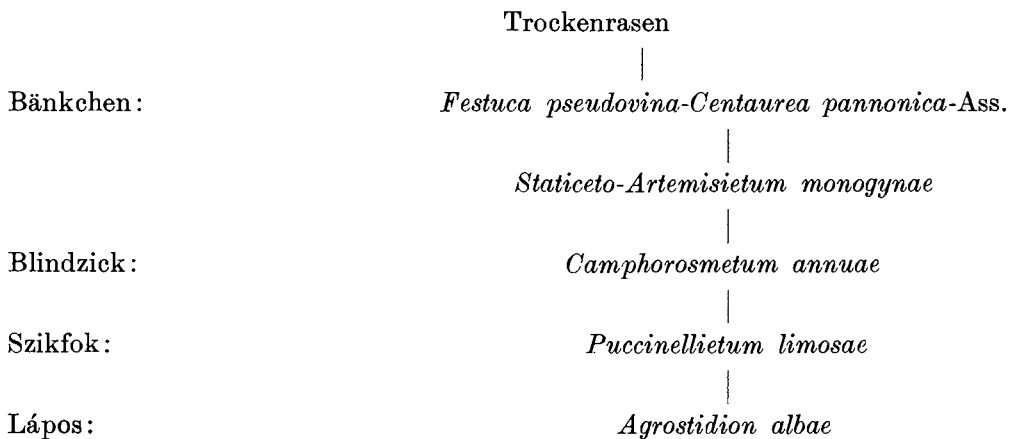 Trockenrasen
Bänkchen: Festuca pseudovina-Centaurea pannonica-Ass.
Staticeto-Artemisietum monogynae
Blindzick: Camphorosmetum annuae
Szikfok: Puccinellietum limosae
Lápos: Agrostidion albae